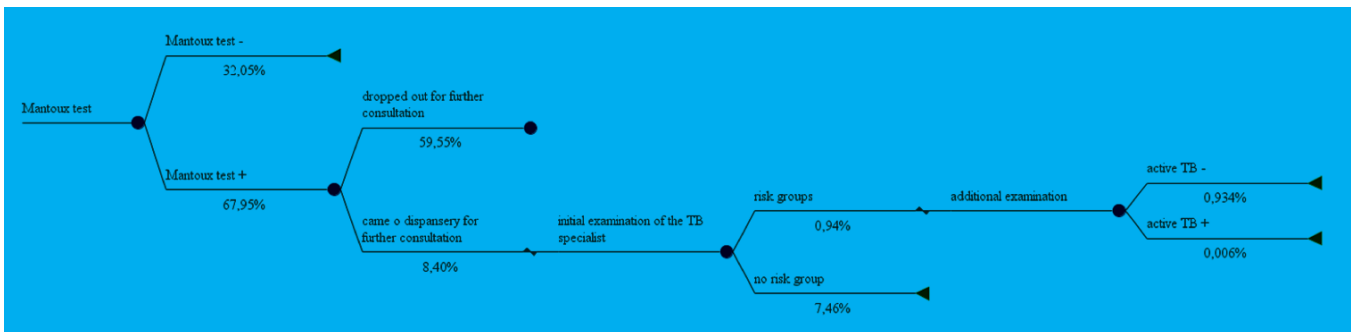 Mantoux test
Mantoux test -
32,05%
Mantoux test +
67,95%
dropped out for further
consultation
59,55%
came o dispansery for
further consultation
8,40%
initial examination of the TB
specialist
risk groups
0,94%
no risk group
7,46%
additional examination
active TB -
0,934%
active TB +
0,006%